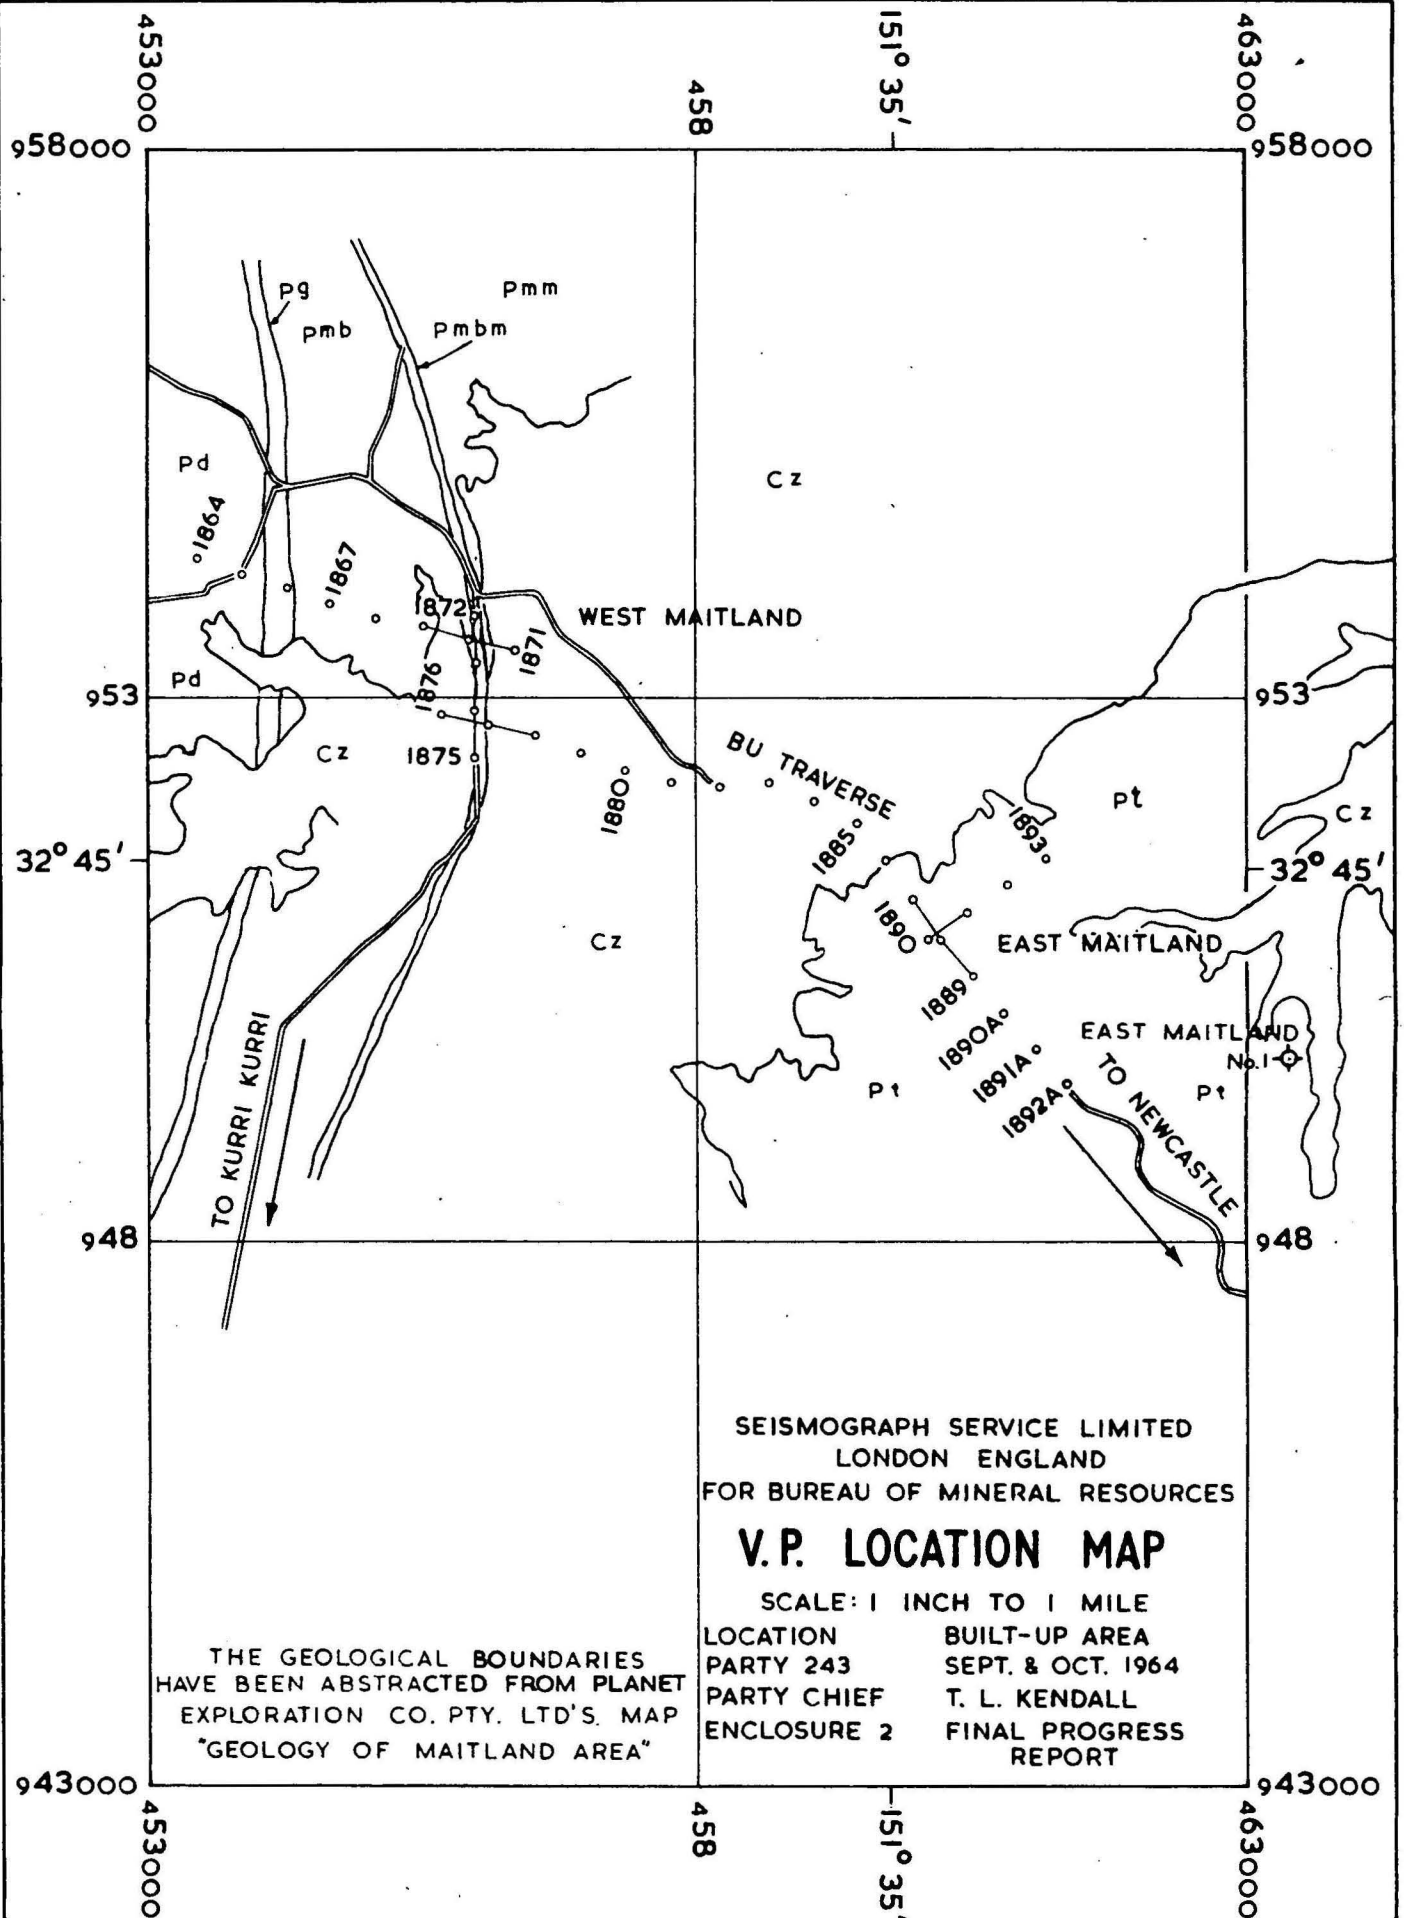 453000
458
151° 35'
463000
958000
958000
Pg
Pmm
Pmb
Pmbm
Pd
Cz
1864
1867
1872
WEST MAITLAND
1871
1876
Pd
953
953
Cz
1875
BU TRAVERSE
1880
Pt
Cz
1893
1885
32° 45'
32° 45'
1890
Cz
EAST MAITLAND
1889
1890A
EAST MAITLAND
No.1
1891A
TO KURRI KURRI
Pt
1892A
TO NEWCASTLE
Pt
948
948
SEISMOGRAPH SERVICE LIMITED
LONDON ENGLAND
FOR BUREAU OF MINERAL RESOURCES
V.P. LOCATION MAP
SCALE: 1 INCH TO 1 MILE
LOCATION BUILT-UP AREA
PARTY 243 SEPT. & OCT. 1964
PARTY CHIEF T. L. KENDALL
ENCLOSURE 2 FINAL PROGRESS
REPORT
THE GEOLOGICAL BOUNDARIES
HAVE BEEN ABSTRACTED FROM PLANET
EXPLORATION CO. PTY. LTD'S. MAP
"GEOLOGY OF MAITLAND AREA"
943000
943000
453000
458
151° 35'
463000